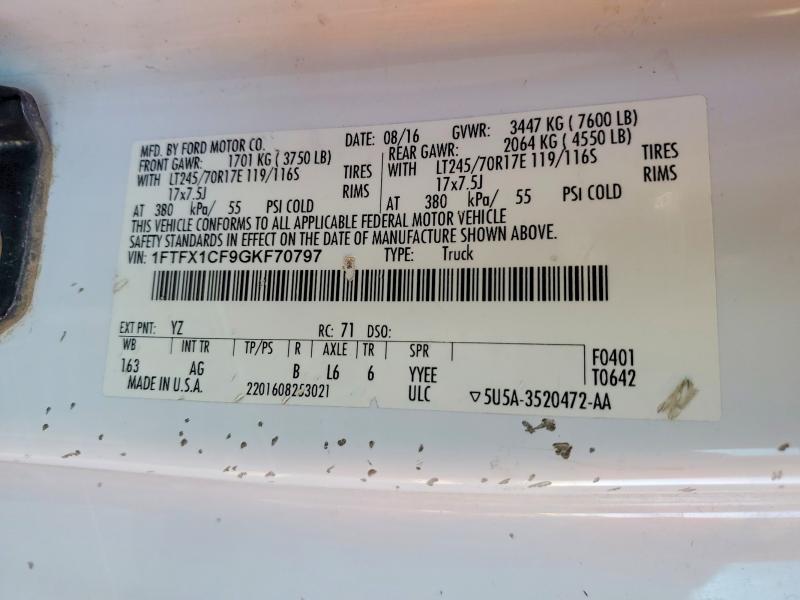 MFD. BY FORD MOTOR CO. DATE: 08/16 GVWR: 3447 KG ( 7600 LB)
FRONT GAWR: 1701 KG ( 3750 LB) REAR GAWR: 2064 KG ( 4550 LB)
WITH LT245/70R17E 119/116S TIRES WITH LT245/70R17E 119/116S TIRES
17x7.5J RIMS 17x7.5J RIMS
AT 380 kPa/ 55 PSI COLD AT 380 kPa/ 55 PSI COLD
THIS VEHICLE CONFORMS TO ALL APPLICABLE FEDERAL MOTOR VEHICLE
SAFETY STANDARDS IN EFFECT ON THE DATE OF MANUFACTURE SHOWN ABOVE.
VIN: 1FTFX1CF9GKF70797 TYPE: Truck
EXT PNT: YZ RC: 71 DSO:
WB INT TR TP/PS R AXLE TR SPR F0401
163 AG B L6 6 YYEE T0642
MADE IN U.S.A. 2201608253021 ULC ▽5U5A-3520472-AA